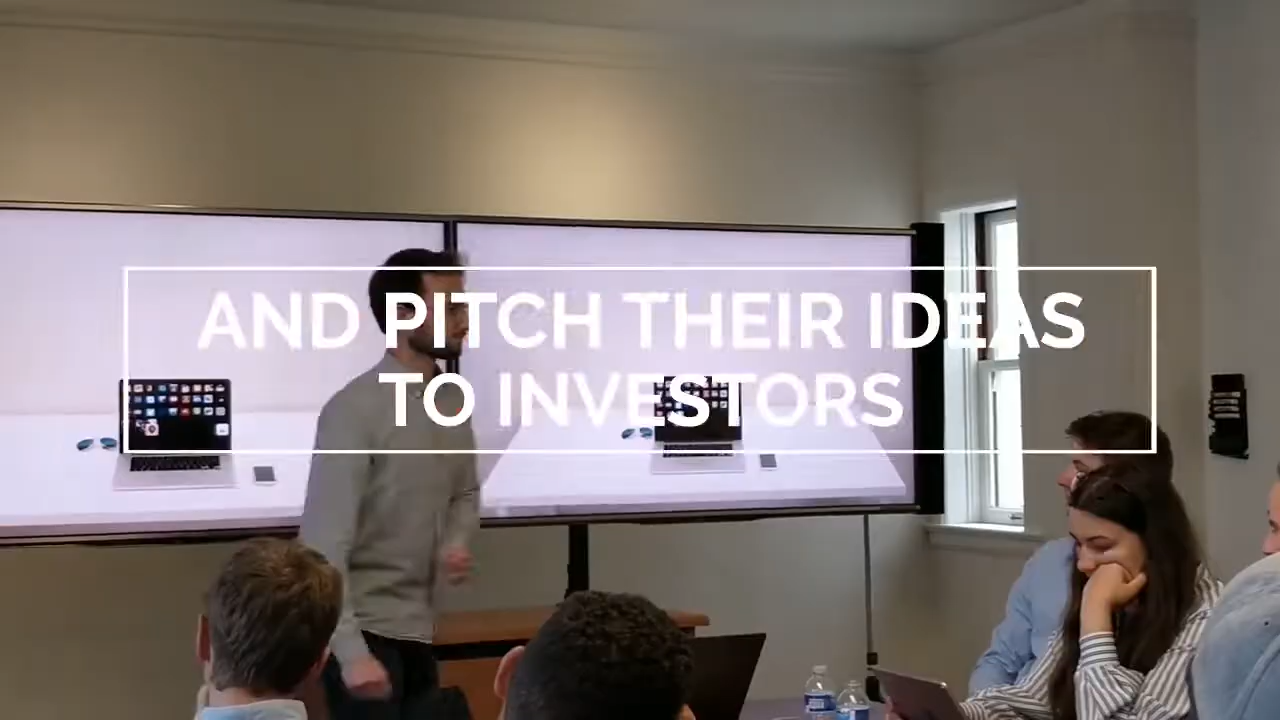 AND PITCH THEIR IDEAS
TO INVESTORS